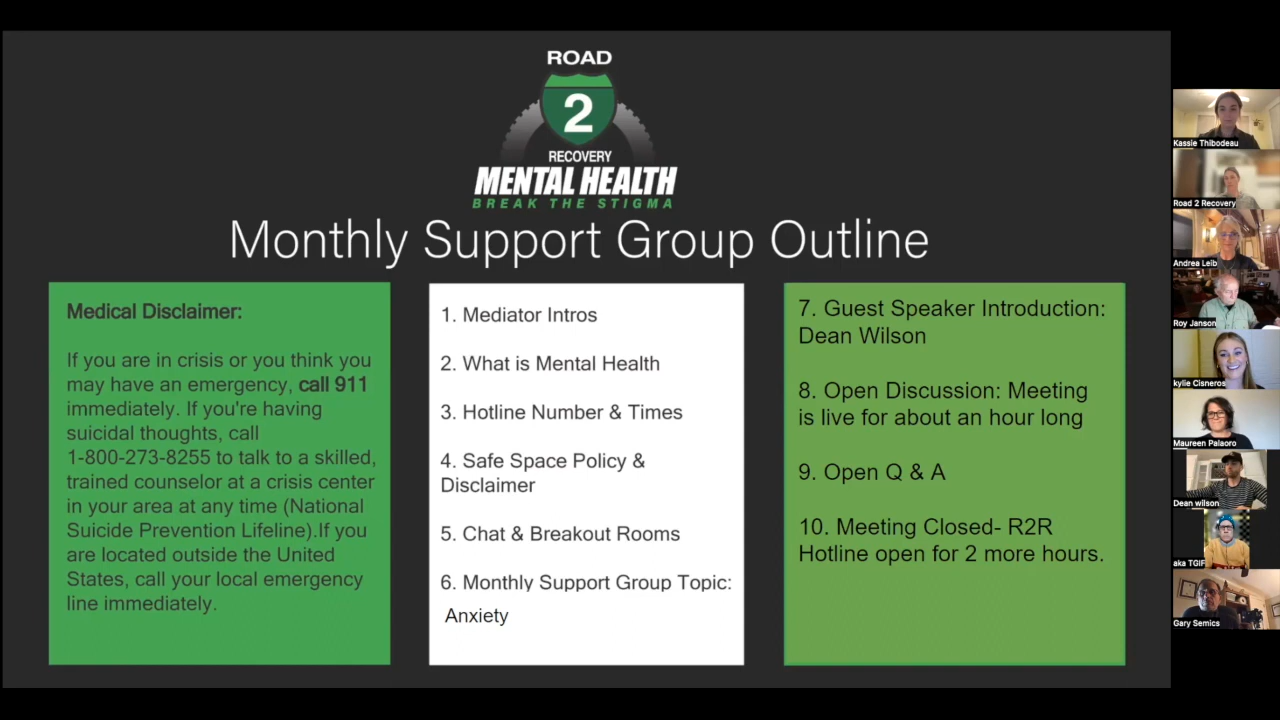 ROAD
2
RECOVERY
MENTAL HEALTH
BREAK THE STIGMA
Monthly Support Group Outline
Medical Disclaimer:
If you are in crisis or you think you
may have an emergency, call 911
immediately. If you're having
suicidal thoughts, call
1-800-273-8255 to talk to a skilled,
trained counselor at a crisis center
in your area at any time (National
Suicide Prevention Lifeline).If you
are located outside the United
States, call your local emergency
line immediately.
1. Mediator Intros
2. What is Mental Health
3. Hotline Number & Times
4. Safe Space Policy &
Disclaimer
5. Chat & Breakout Rooms
6. Monthly Support Group Topic:
Anxiety
7. Guest Speaker Introduction:
Dean Wilson
8. Open Discussion: Meeting
is live for about an hour long
9. Open Q & A
10. Meeting Closed- R2R
Hotline open for 2 more hours.
Kassie Thibodeau
Road 2 Recovery
Andrea Leib
Roy Janson
kylie Cisneros
Maureen Palaoro
Dean wilson
aka TGIF
Gary Semics